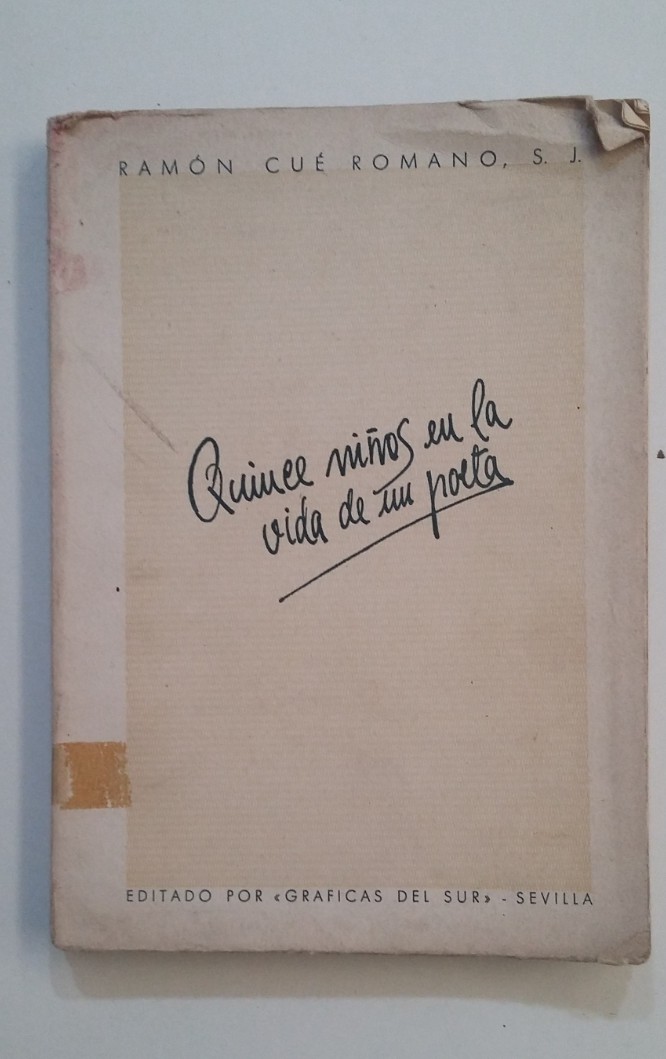 RAMÓN CUÉ ROMANO, S. J.
Quince niños en la
vida de un poeta
EDITADO POR «GRAFICAS DEL SUR» - SEVILLA